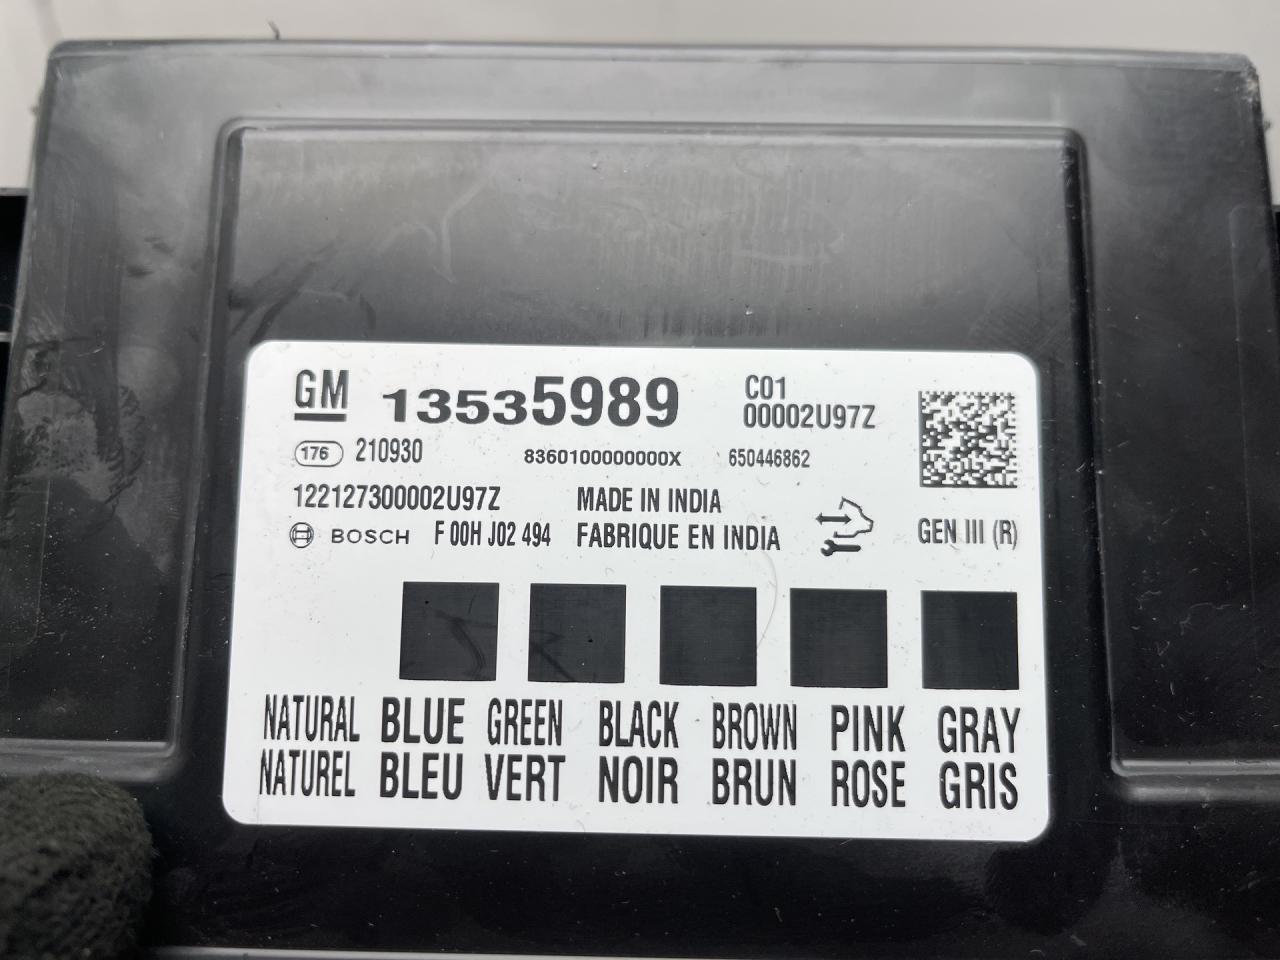 GM 13535989 C01
00002U97Z
176 210930 8360100000000X 650446862
122127300002U97Z MADE IN INDIA
BOSCH F 00H J02 494 FABRIQUE EN INDIA GEN III (R)
NATURAL BLUE GREEN BLACK BROWN PINK GRAY
NATUREL BLEU VERT NOIR BRUN ROSE GRIS